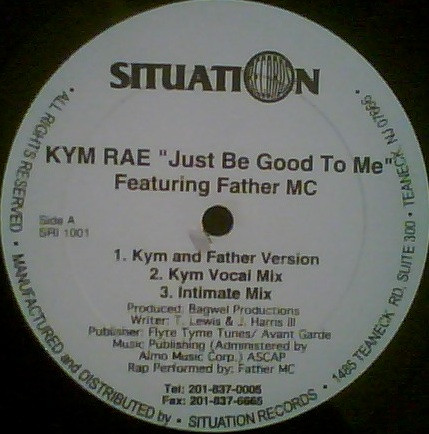 SITUATION
RECORDS
KYM RAE "Just Be Good To Me"
Featuring Father MC
Side A
SRI 1001
1. Kym and Father Version
2. Kym Vocal Mix
3. Intimate Mix
Produced: Bagwel Productions
Writer: T. Lewis & J. Harris III
Publisher: Flyte Tyme Tunes/ Avant Garde
Music Publishing (Administered by
Almo Music Corp.) ASCAP
Rap Performed by: Father MC
Tel: 201-837-0005
Fax: 201-837-6665
• ALL RIGHTS RESERVED • MANUFACTURED and DISTRIBUTED by • SITUATION RECORDS • 1485 TEANECK RD, SUITE 300 • TEANECK NJ 07666 •